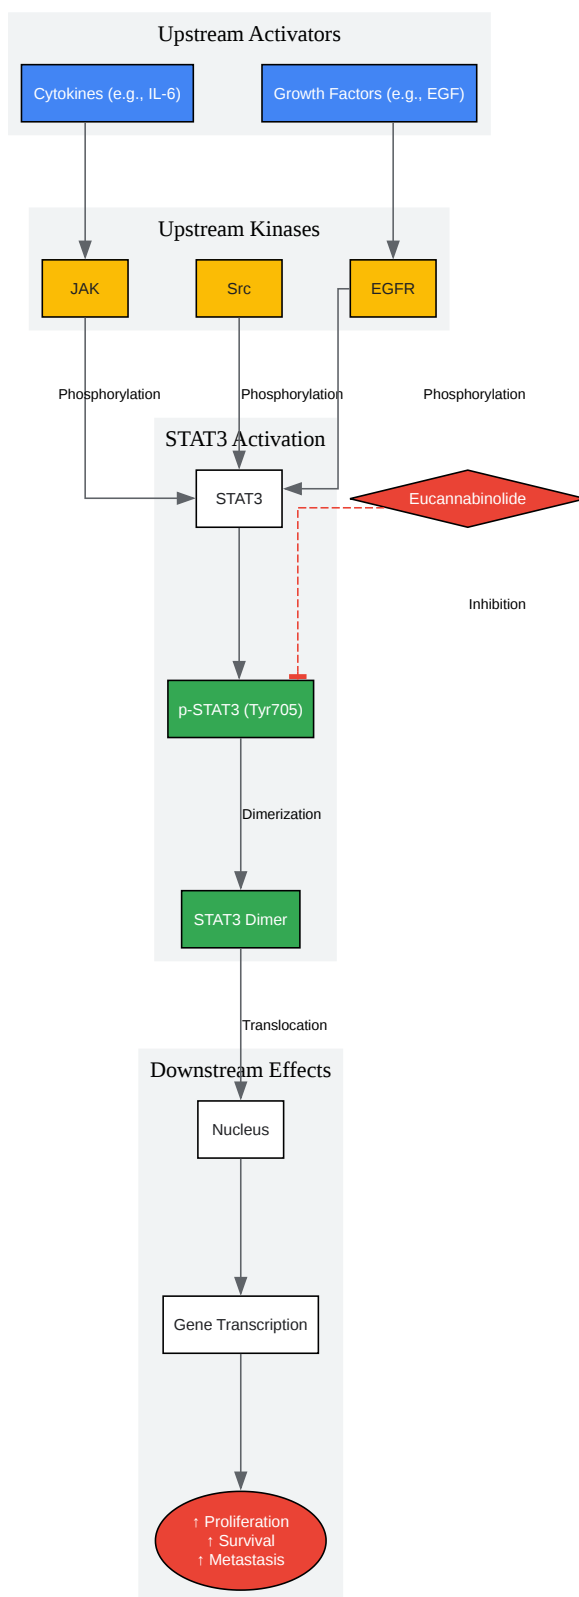 Upstream Activators
Cytokines (e.g., IL-6)
Growth Factors (e.g., EGF)
Upstream Kinases
JAK
Src
EGFR
Phosphorylation
Phosphorylation
Phosphorylation
STAT3 Activation
STAT3
Eucannabinolide
Inhibition
p-STAT3 (Tyr705)
Dimerization
STAT3 Dimer
Translocation
Downstream Effects
Nucleus
Gene Transcription
↑ Proliferation
↑ Survival
↑ Metastasis